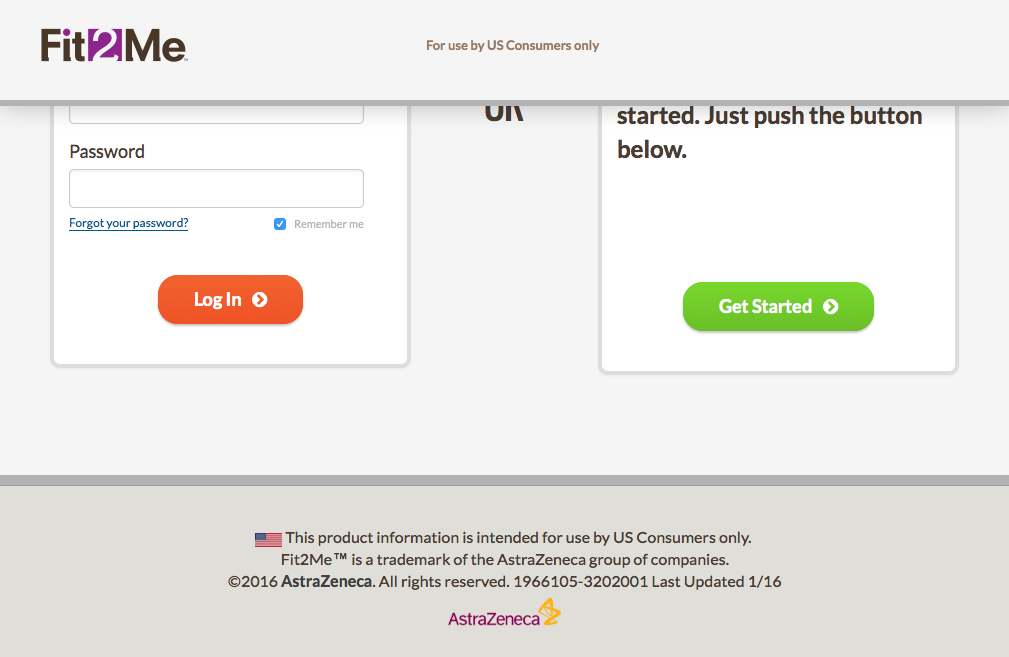 Fit2Me™
For use by US Consumers only
OR
started. Just push the button
below.
Password
Forgot your password?
Remember me
Log In
Get Started
This product information is intended for use by US Consumers only.
Fit2Me™ is a trademark of the AstraZeneca group of companies.
©2016 AstraZeneca. All rights reserved. 1966105-3202001 Last Updated 1/16
AstraZeneca